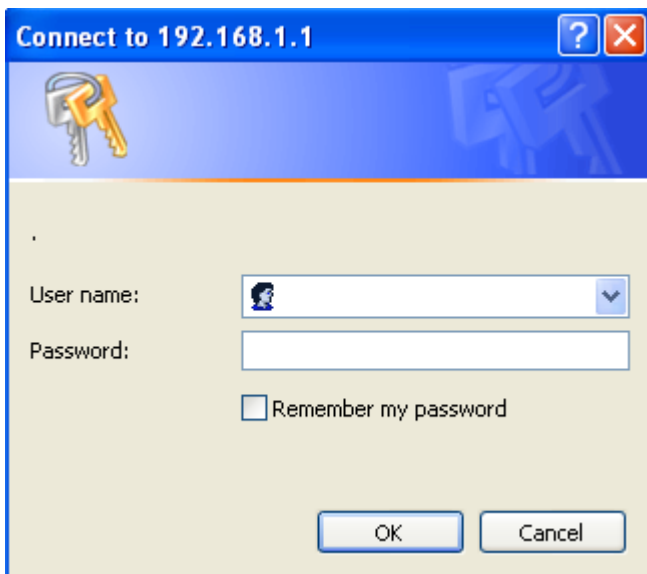 Connect to 192.168.1.1
.
User name:
Password:
Remember my password
OK Cancel